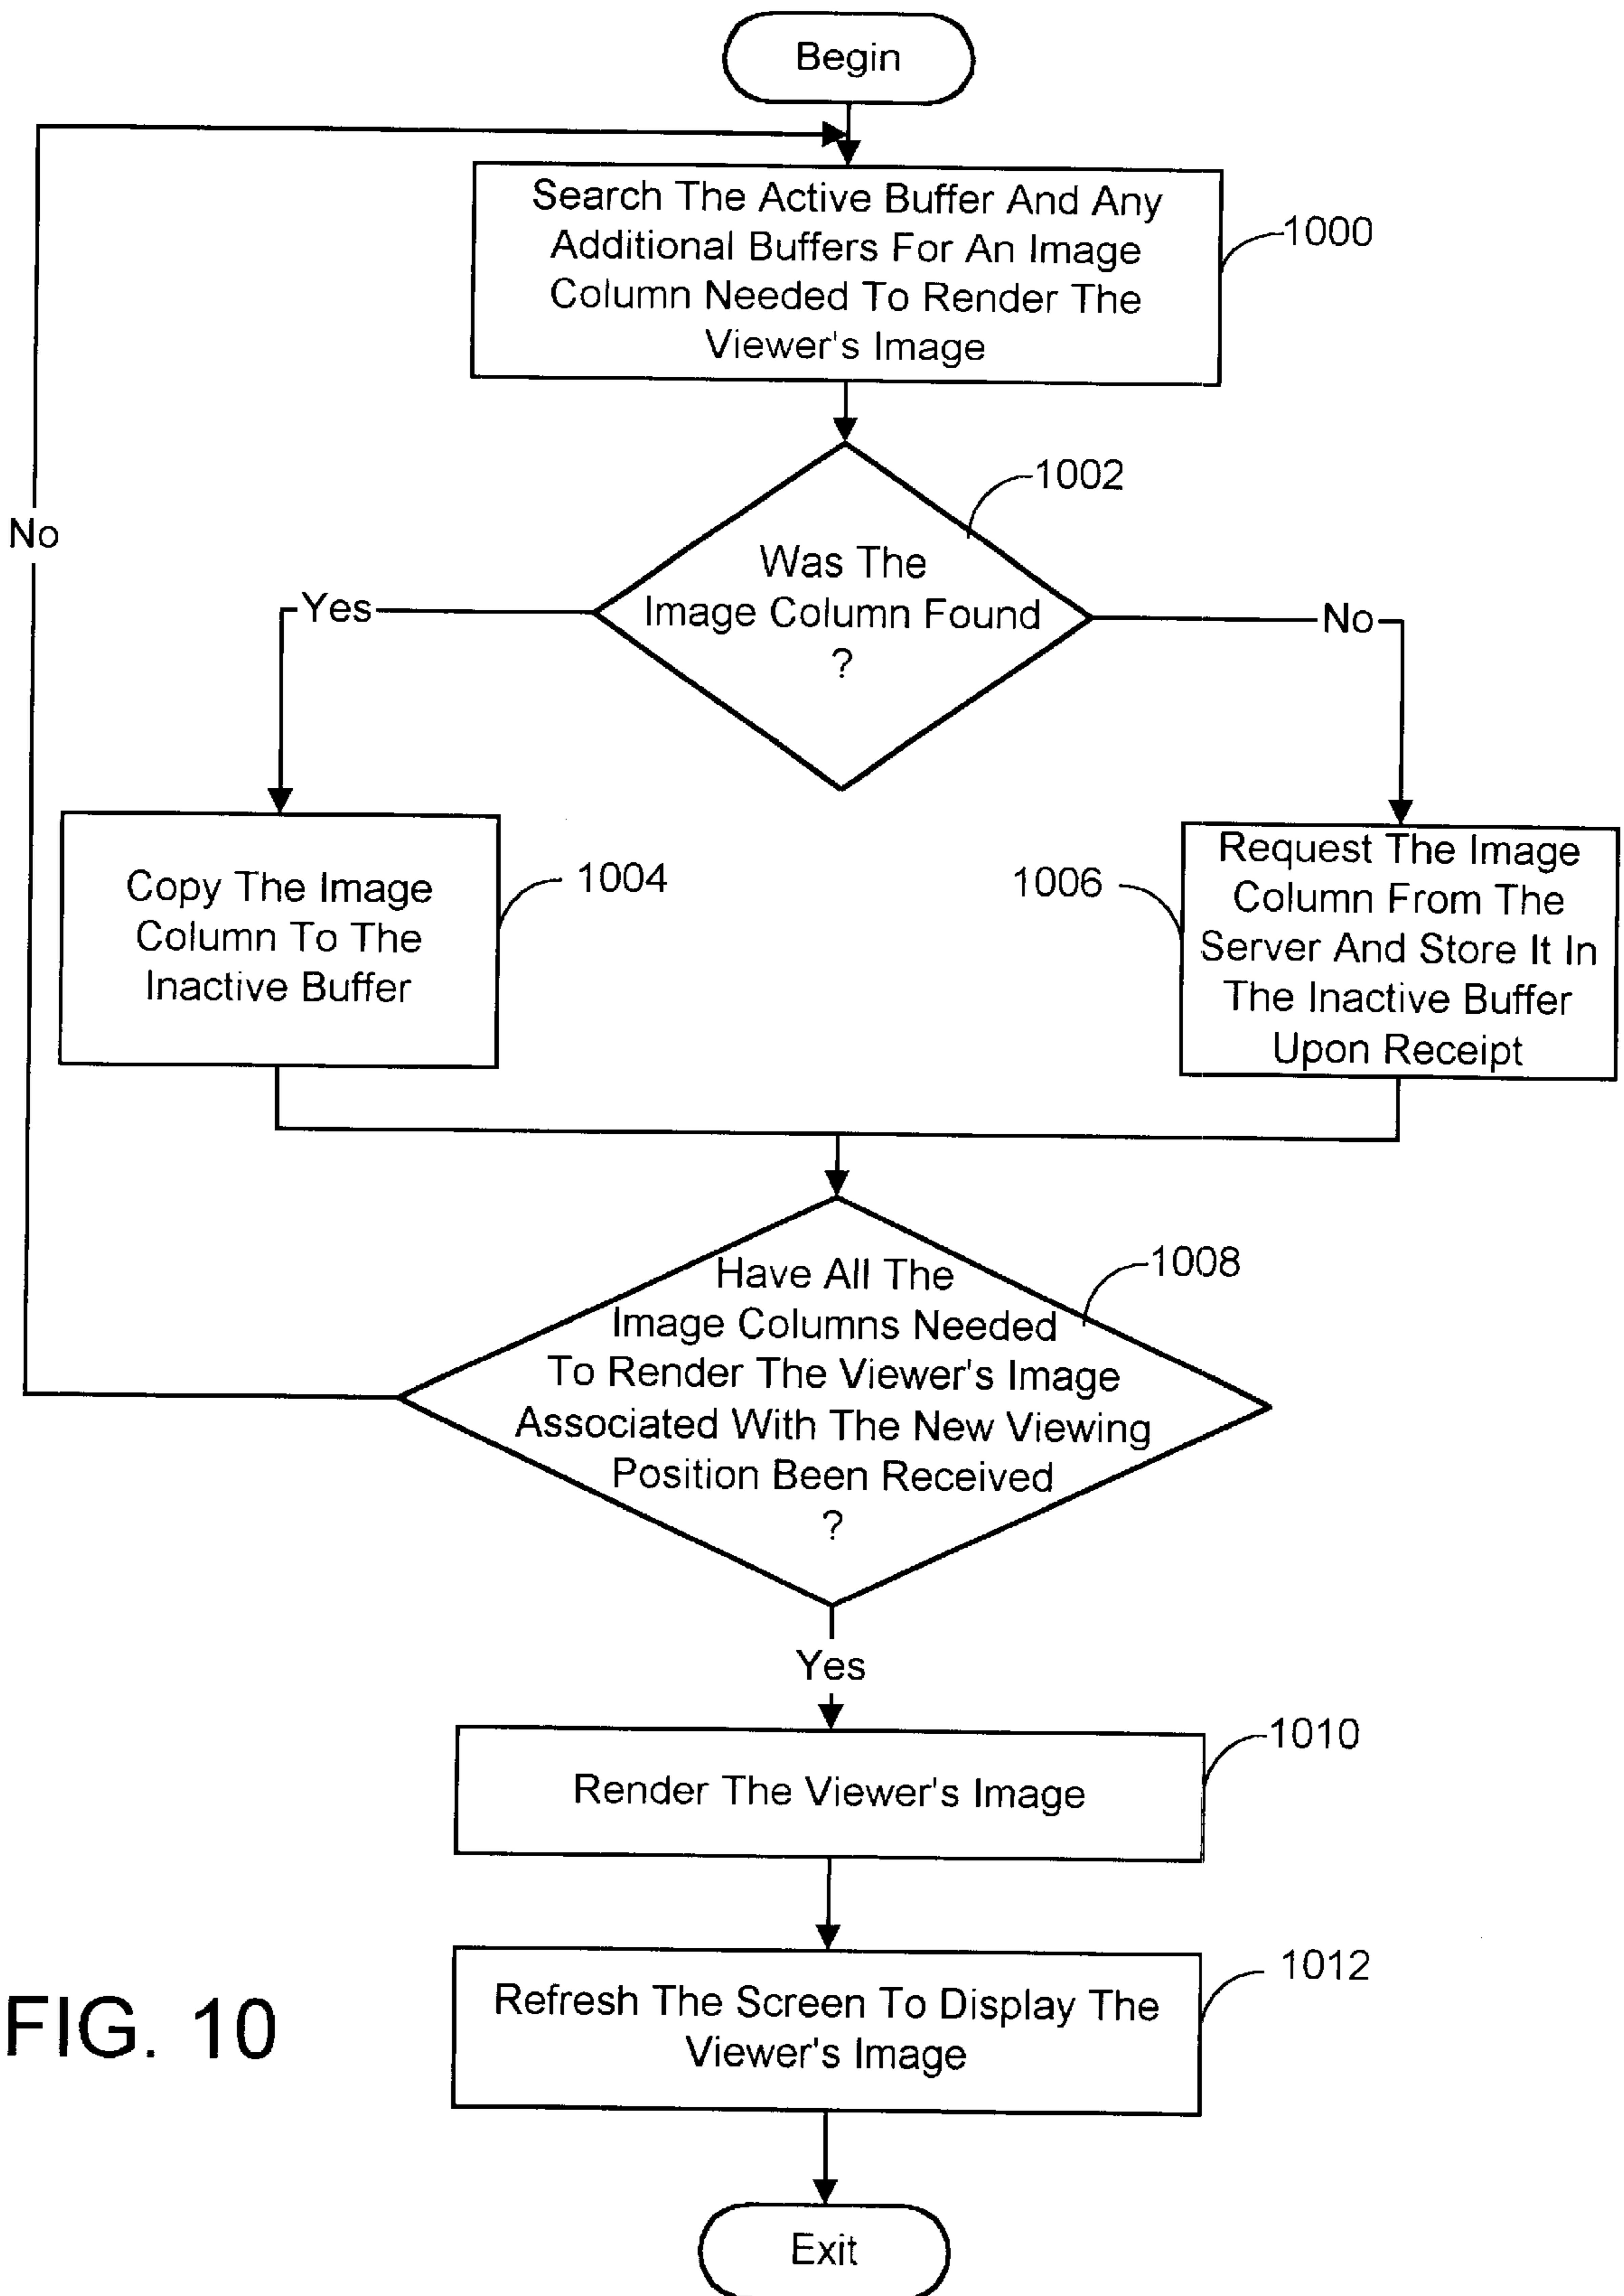 Begin
Search The Active Buffer And Any
Additional Buffers For An Image
Column Needed To Render The
Viewer's Image
1000
1002
No
Was The
Image Column Found
?
Yes
No
Copy The Image
Column To The
Inactive Buffer
1004
1006
Request The Image
Column From The
Server And Store It In
The Inactive Buffer
Upon Receipt
1008
Have All The
Image Columns Needed
To Render The Viewer's Image
Associated With The New Viewing
Position Been Received
?
Yes
1010
Render The Viewer's Image
1012
Refresh The Screen To Display The
Viewer's Image
FIG. 10
Exit